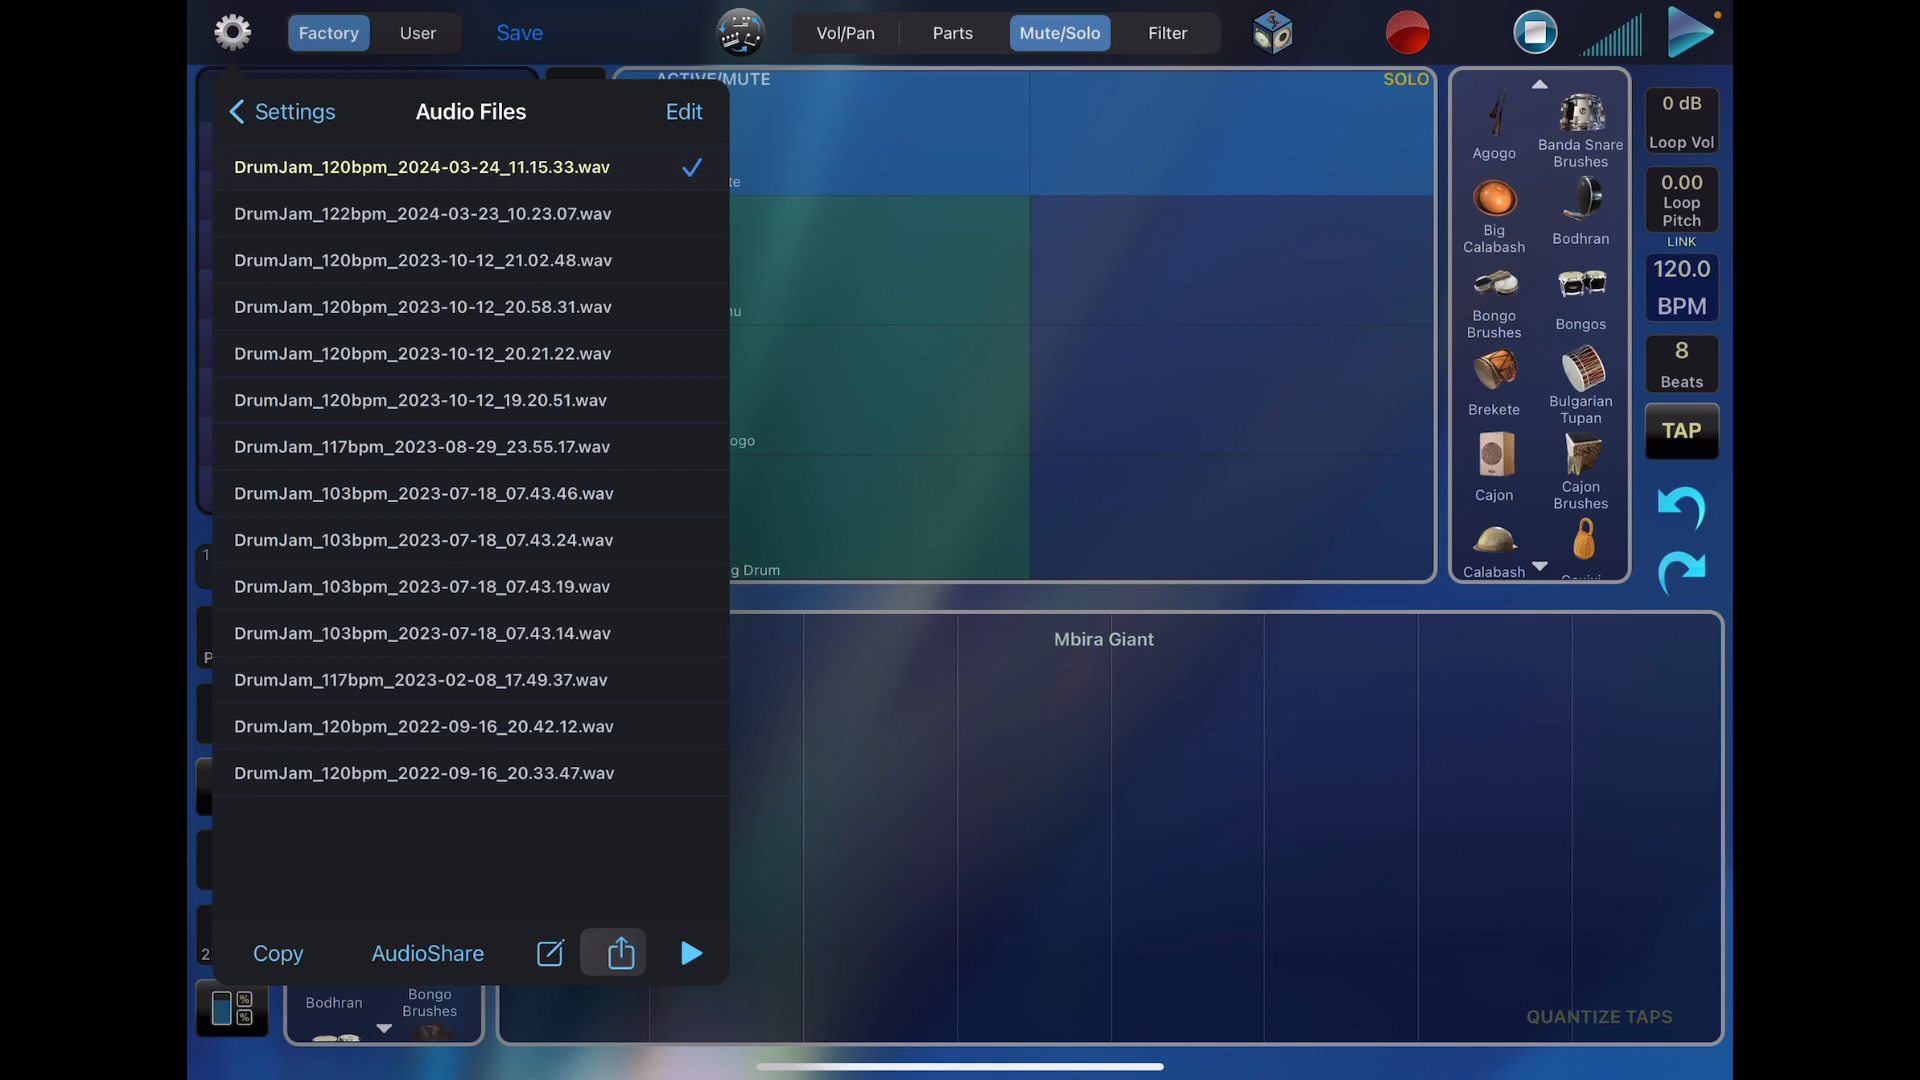 Factory
User
Save
Vol/Pan
Parts
Mute/Solo
Filter
Settings
Audio Files
Edit
DrumJam_120bpm_2024-03-24_11.15.33.wav
DrumJam_122bpm_2024-03-23_10.23.07.wav
DrumJam_120bpm_2023-10-12_21.02.48.wav
DrumJam_120bpm_2023-10-12_20.58.31.wav
DrumJam_120bpm_2023-10-12_20.21.22.wav
DrumJam_120bpm_2023-10-12_19.20.51.wav
DrumJam_117bpm_2023-08-29_23.55.17.wav
DrumJam_103bpm_2023-07-18_07.43.46.wav
DrumJam_103bpm_2023-07-18_07.43.24.wav
DrumJam_103bpm_2023-07-18_07.43.19.wav
DrumJam_103bpm_2023-07-18_07.43.14.wav
DrumJam_117bpm_2023-02-08_17.49.37.wav
DrumJam_120bpm_2022-09-16_20.42.12.wav
DrumJam_120bpm_2022-09-16_20.33.47.wav
Copy
AudioShare
ACTIVE/MUTE
SOLO
te
ogo
g Drum
1
P
2
Agogo
Banda Snare
Brushes
Big
Calabash
Bodhran
Bongo
Brushes
Bongos
Brekete
Bulgarian
Tupan
Cajon
Cajon
Brushes
Calabash
0 dB
Loop Vol
0.00
Loop
Pitch
LINK
120.0
BPM
8
Beats
TAP
Mbira Giant
QUANTIZE TAPS
Bodhran
Bongo
Brushes
%
%